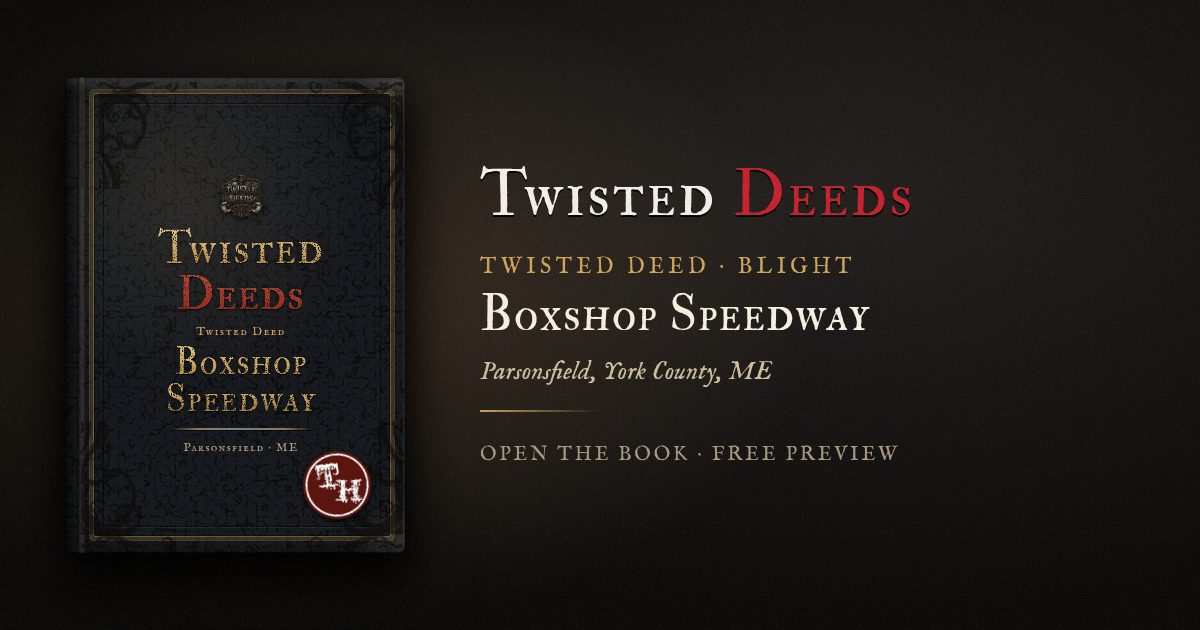 Twisted
Deeds
Twisted Deed
Boxshop
Speedway
Parsonsfield · ME
TH
Twisted Deeds
TWISTED DEED · BLIGHT
Boxshop Speedway
Parsonsfield, York County, ME
OPEN THE BOOK · FREE PREVIEW